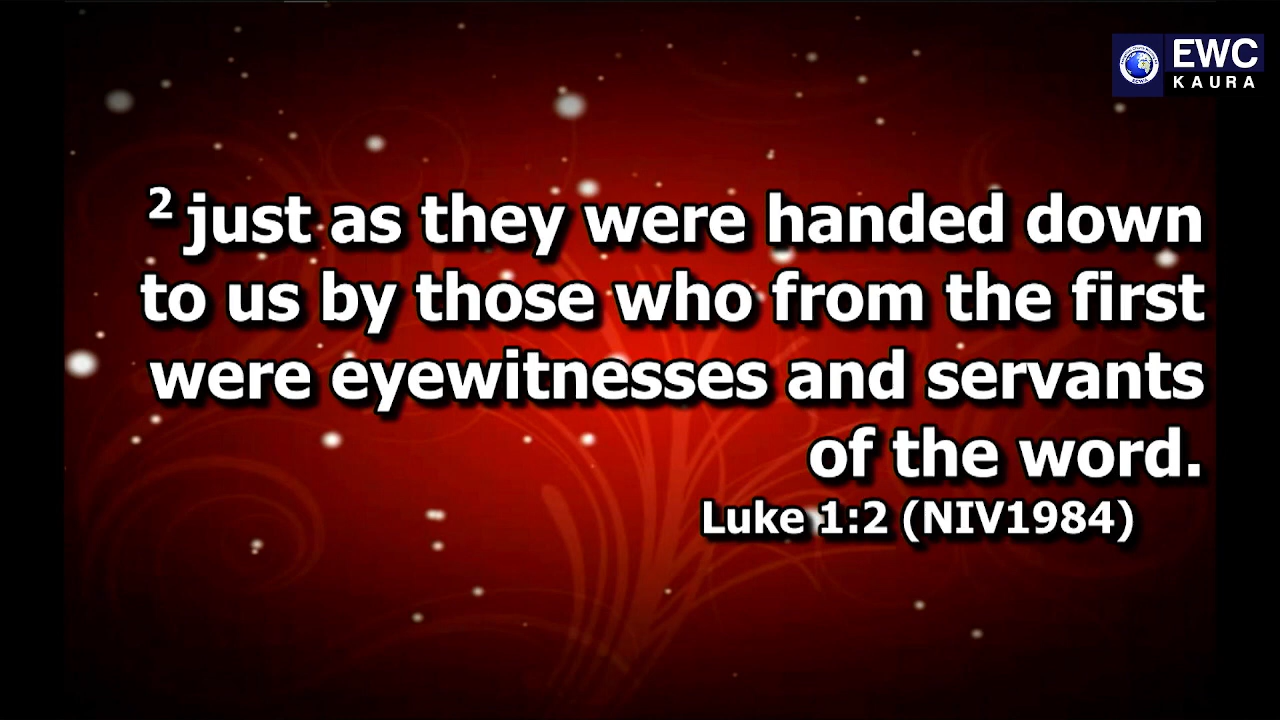 EWC
KAURA
2 just as they were handed down
to us by those who from the first
were eyewitnesses and servants
of the word.
Luke 1:2 (NIV1984)